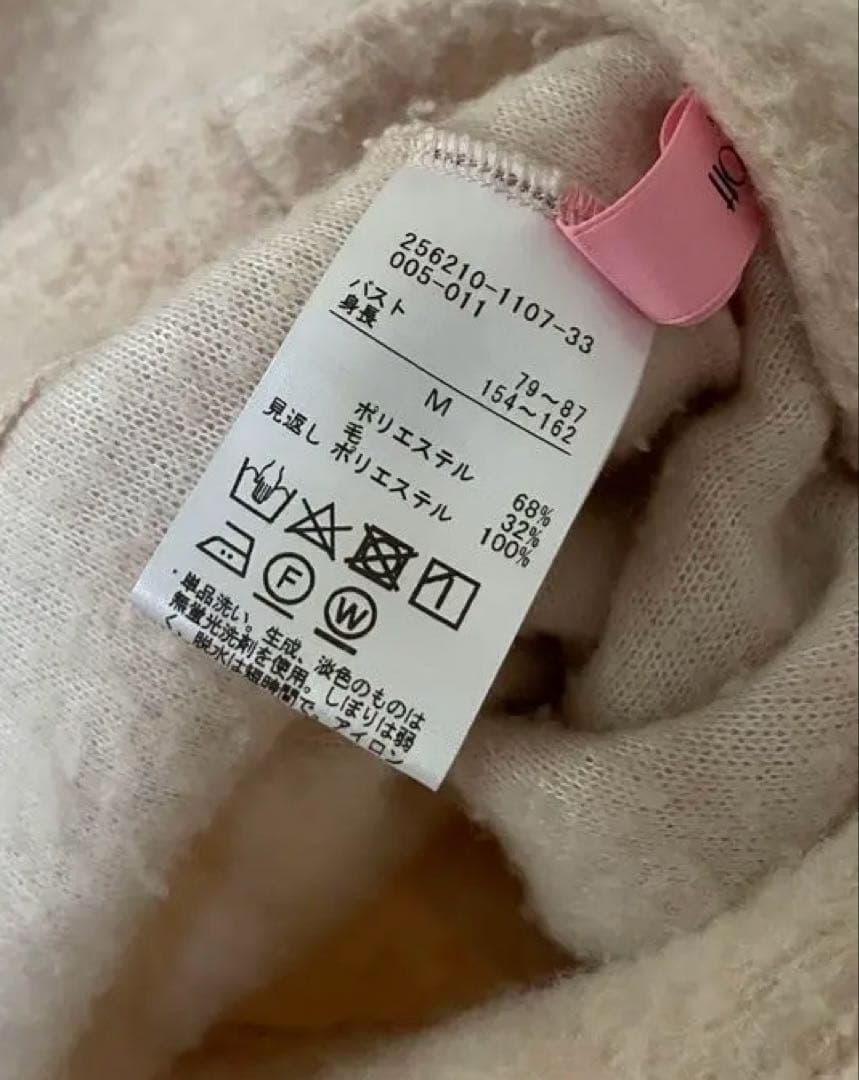 256210-1107-33
005-011
バスト 79～87
身長 154～162
M
ポリエステル 68%
毛 32%
見返し ポリエステル 100%
F
W
・単品洗い。生成、淡色のものは
無蛍光洗剤を使用。しぼりは弱
く、脱水は短時間で。アイロン